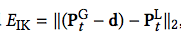 E_IK = ‖(P_t^G − d) − P_t^L‖_2,